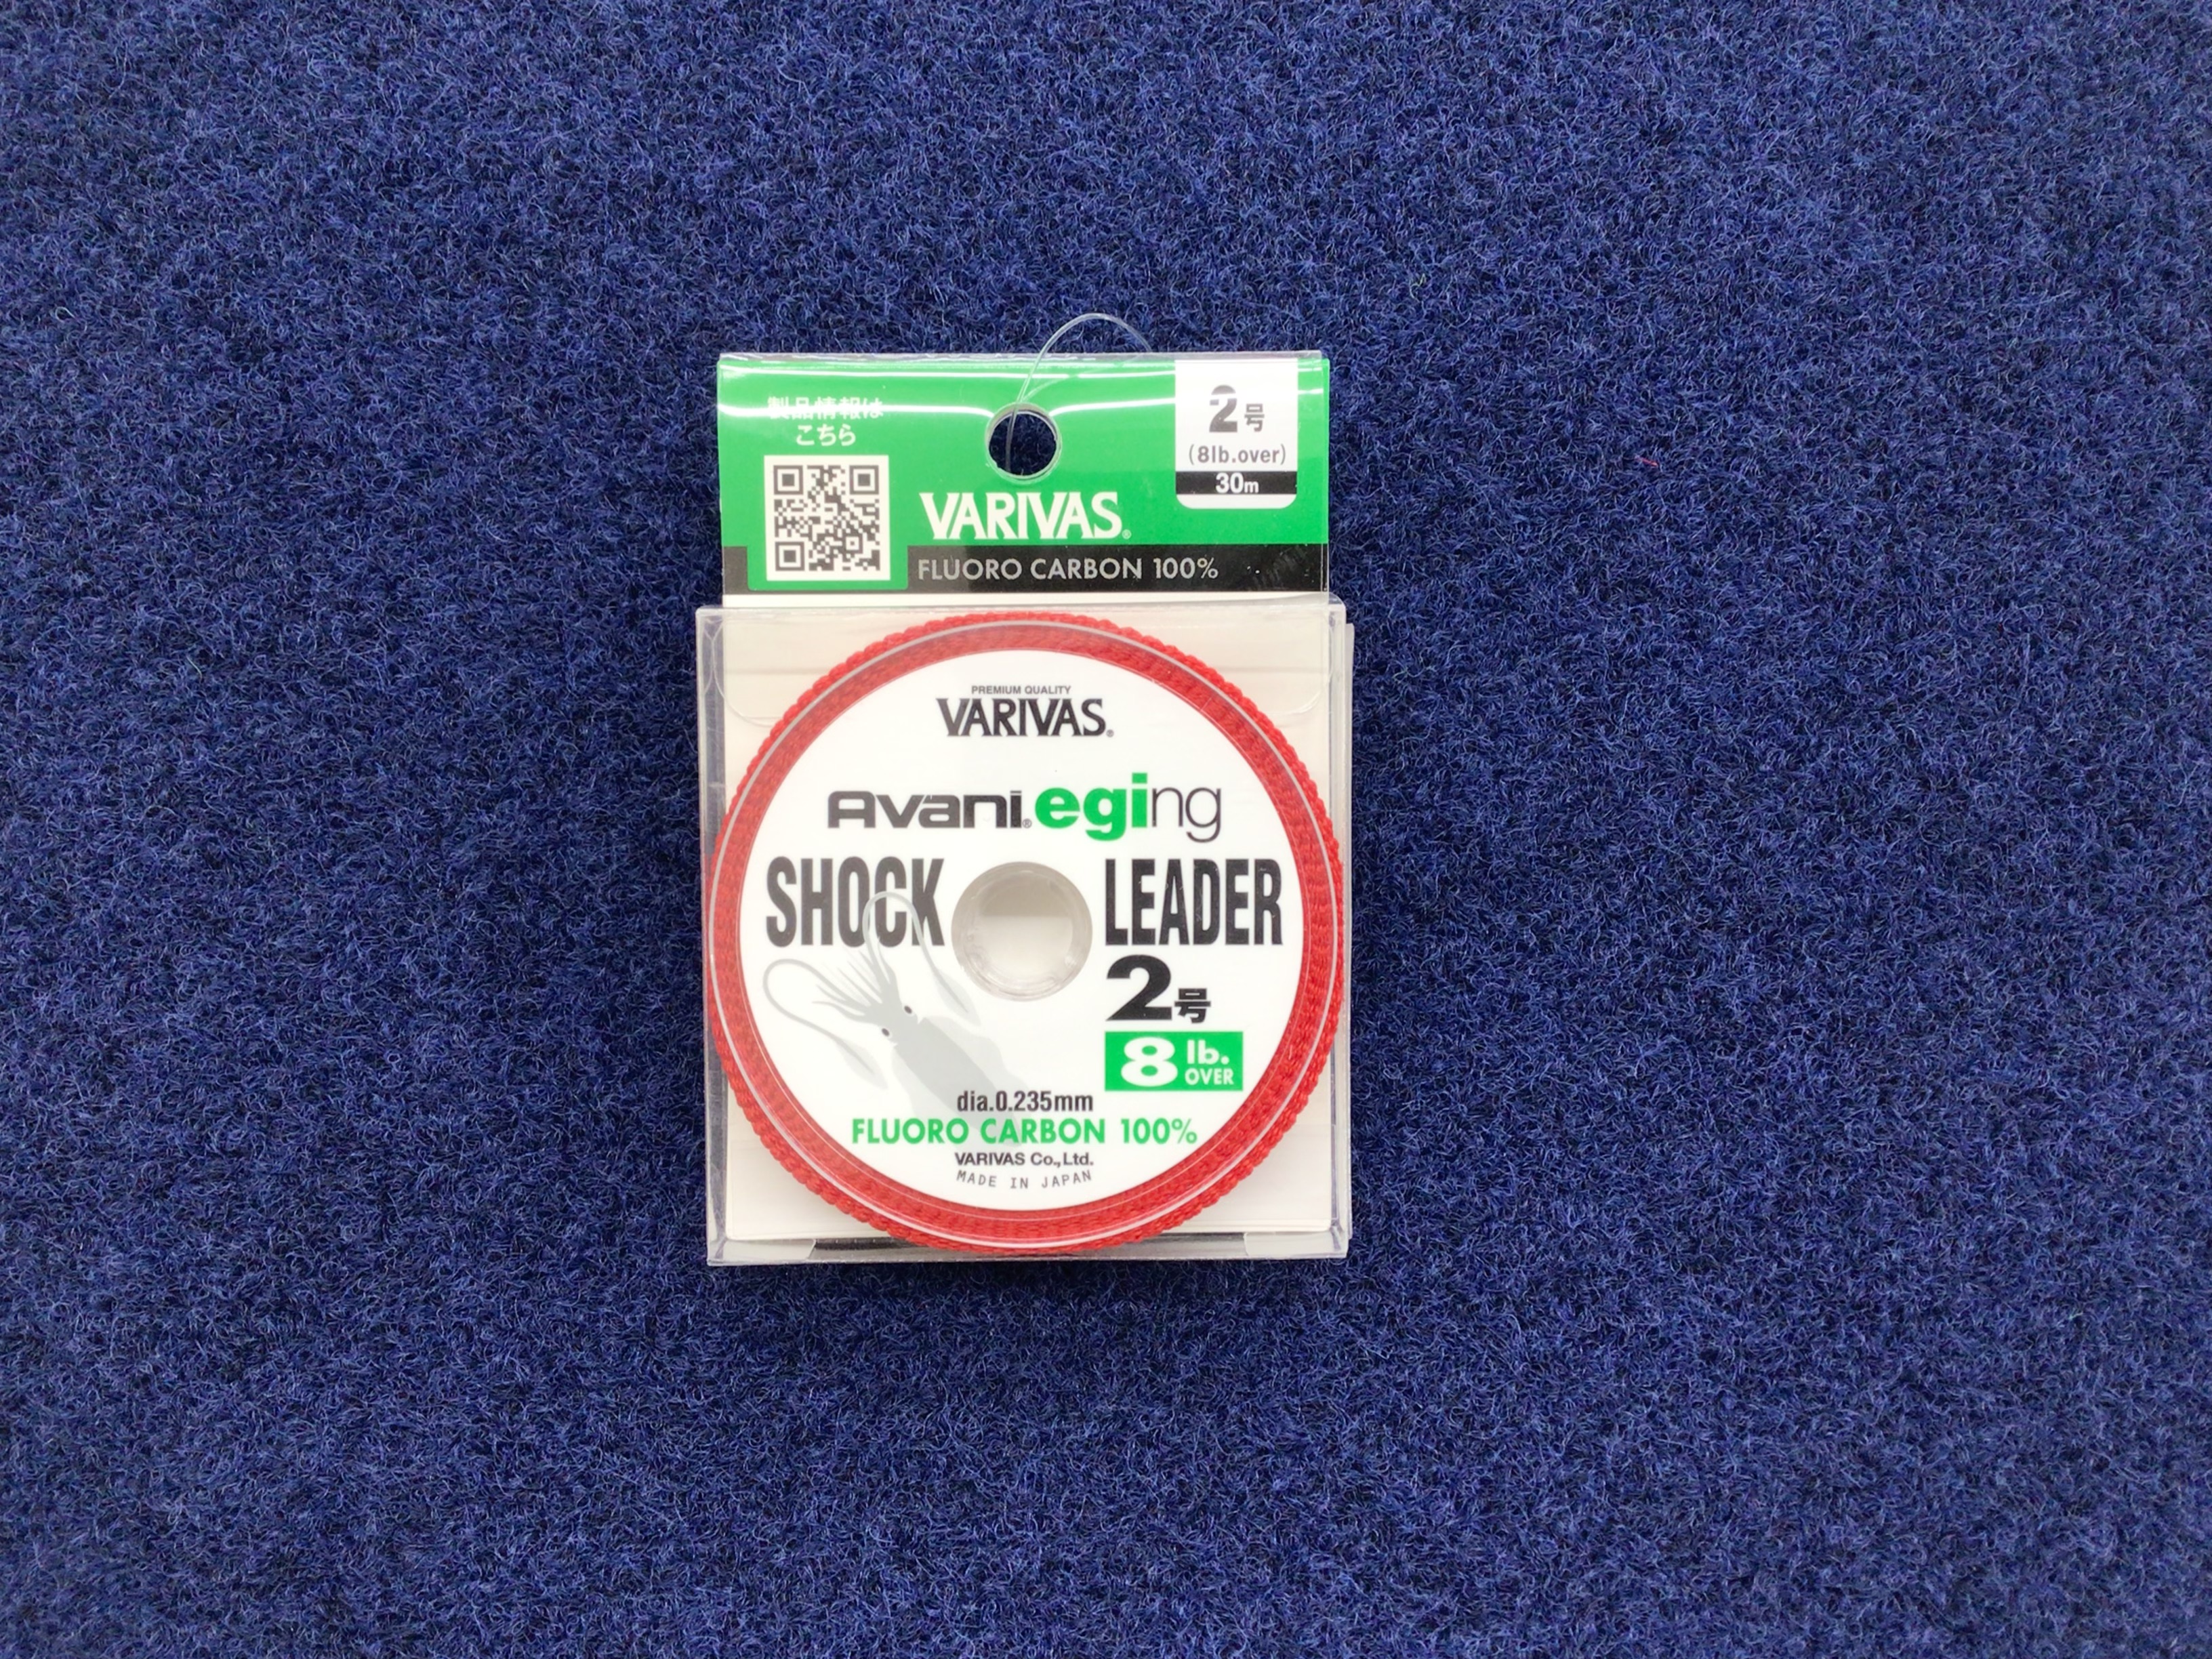 製品情報は
こちら
2号
(8lb.over)
30m
VARIVAS®
FLUORO CARBON 100%
PREMIUM QUALITY
VARIVAS®
Avani® eging
SHOCK LEADER
2号
8 lb. OVER
dia.0.235mm
FLUORO CARBON 100%
VARIVAS Co.,Ltd.
MADE IN JAPAN